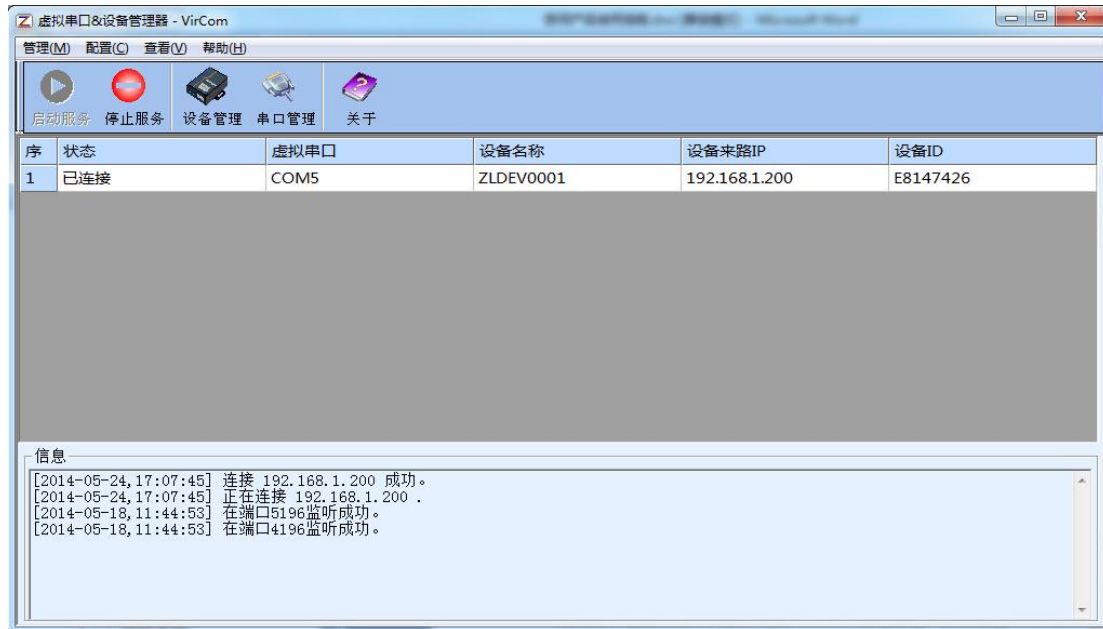 虚拟串口&设备管理器 - VirCom
管理(M) 配置(C) 查看(V) 帮助(H)
启动服务 停止服务 设备管理 串口管理 关于
序 状态 虚拟串口 设备名称 设备来路IP 设备ID
1 已连接 COM5 ZLDEV0001 192.168.1.200 E8147426
信息
[2014-05-24,17:07:45] 连接 192.168.1.200 成功。
[2014-05-24,17:07:45] 正在连接 192.168.1.200 .
[2014-05-18,11:44:53] 在端口5196监听成功。
[2014-05-18,11:44:53] 在端口4196监听成功。